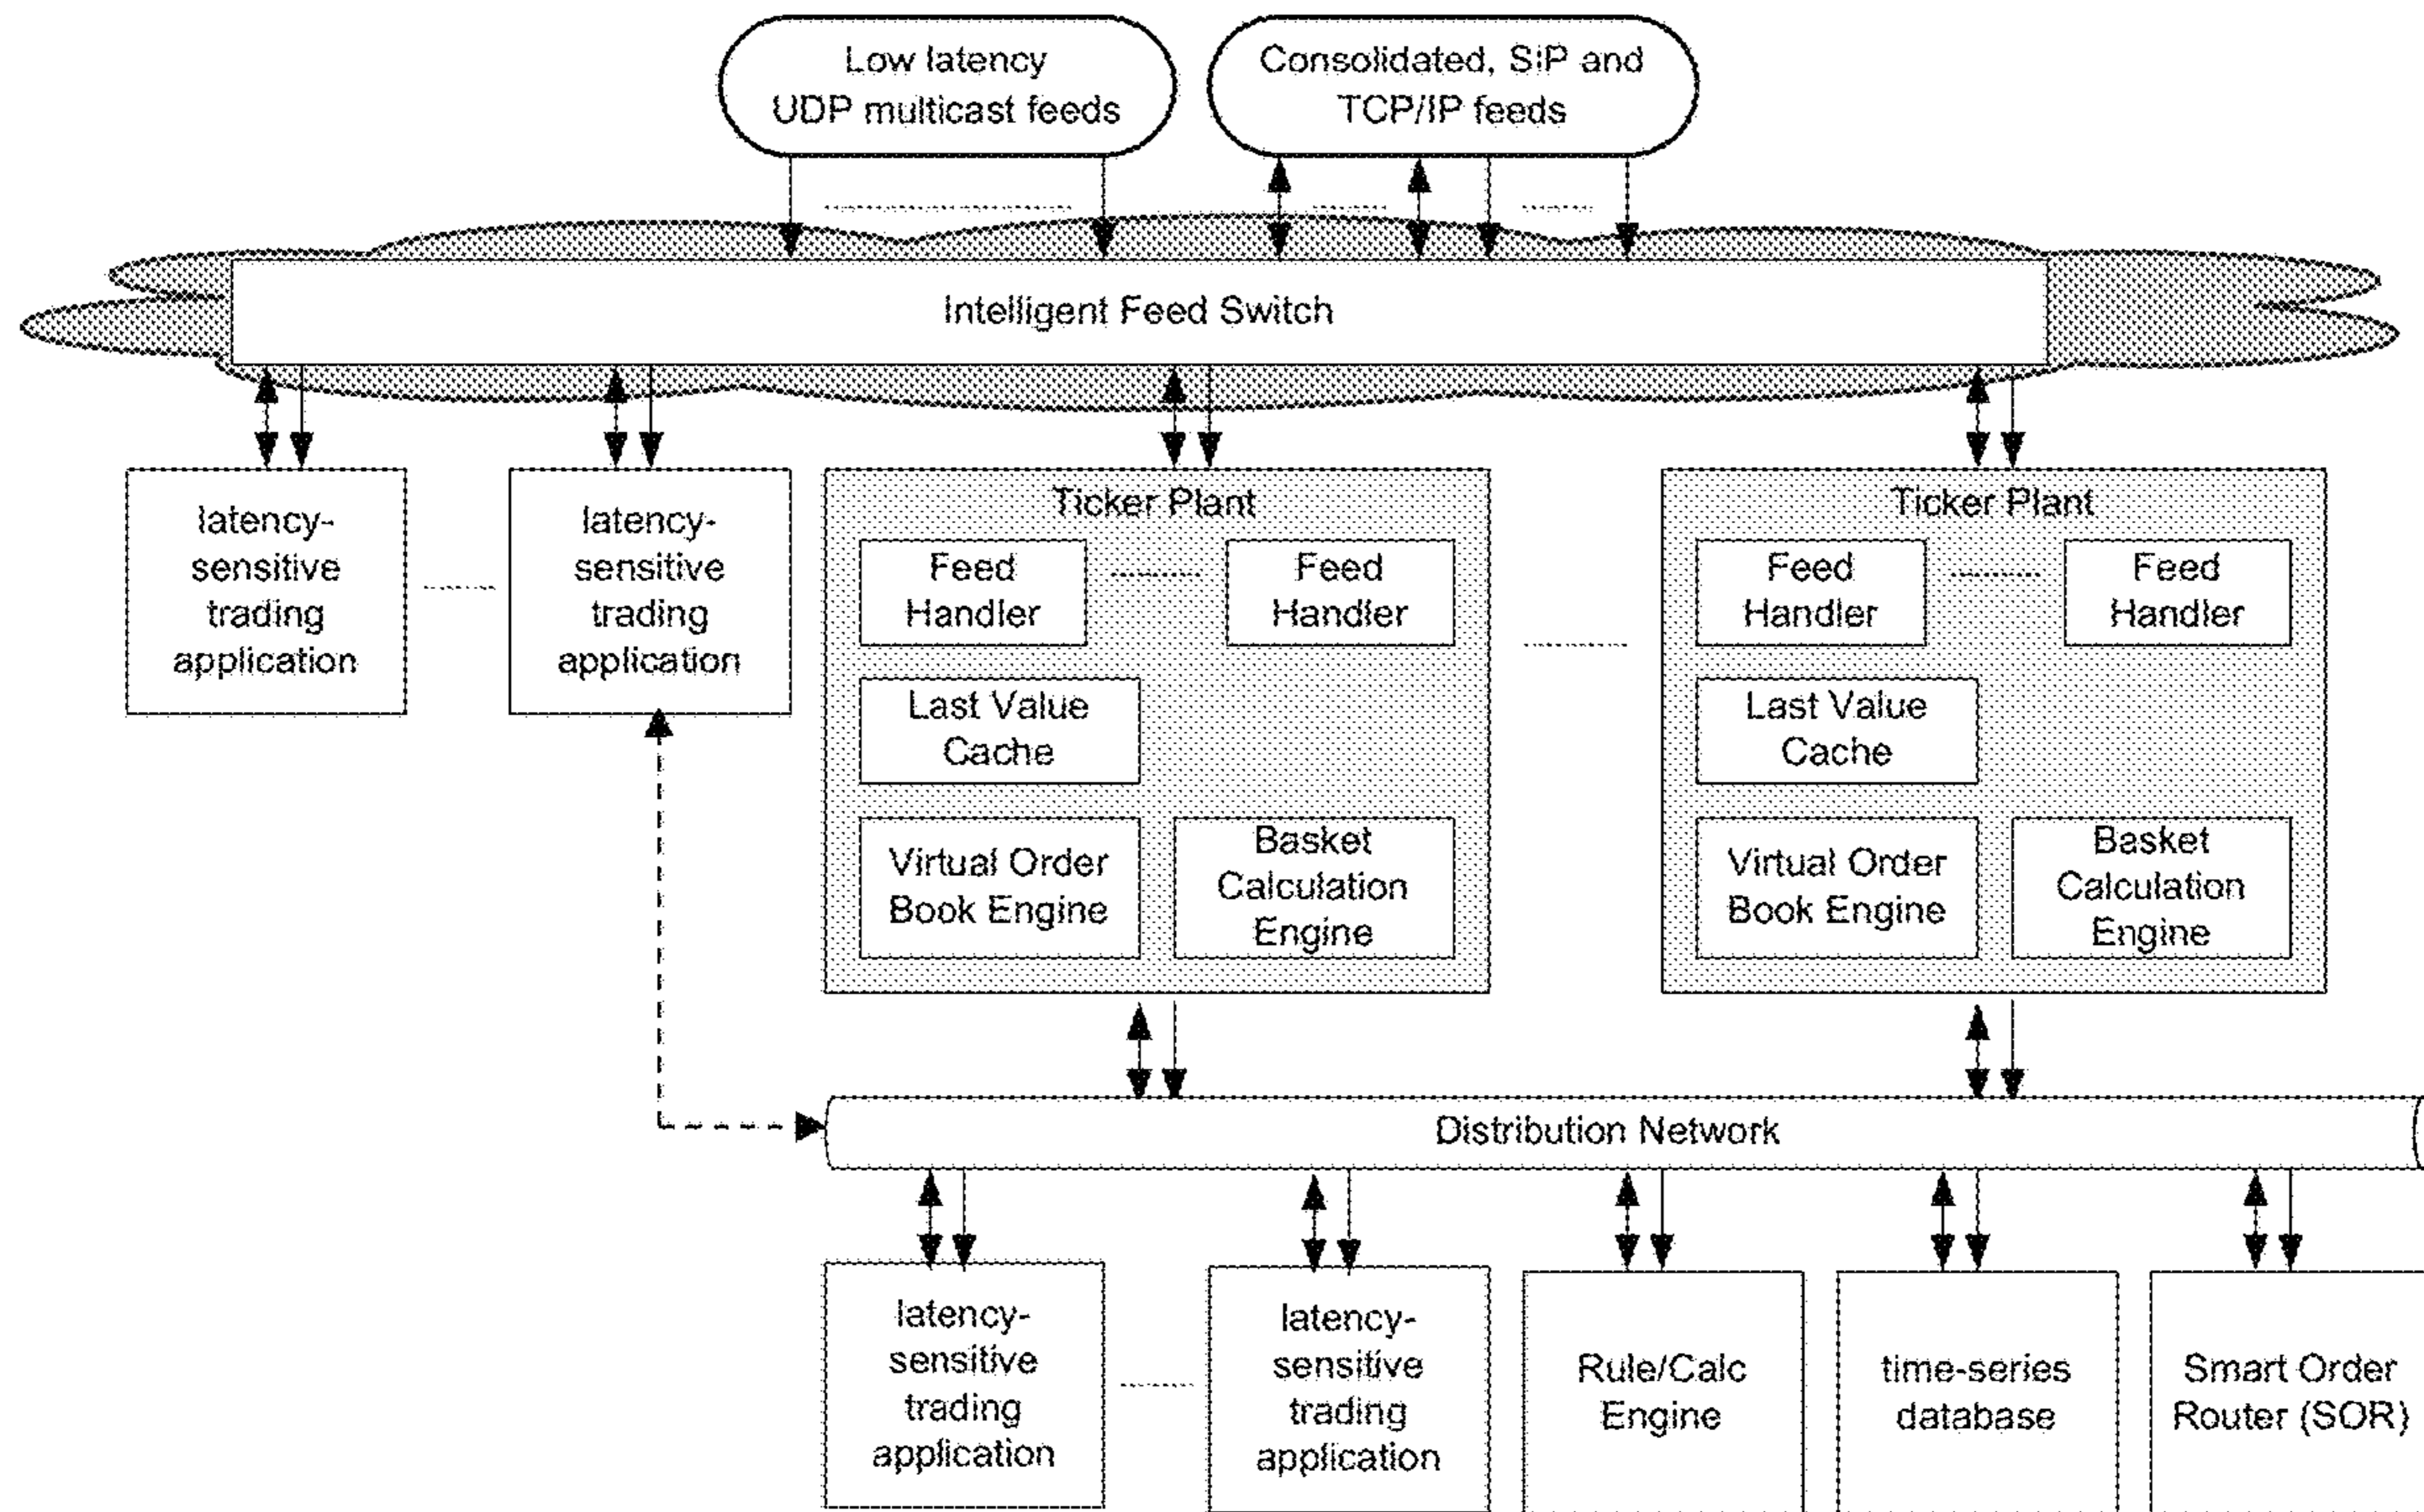 Low latency
UDP multicast feeds
Consolidated, SIP and
TCP/IP feeds
Intelligent Feed Switch
latency-
sensitive
trading
application
latency-
sensitive
trading
application
Ticker Plant
Feed
Handler
Feed
Handler
Last Value
Cache
Virtual Order
Book Engine
Basket
Calculation
Engine
Ticker Plant
Feed
Handler
Feed
Handler
Last Value
Cache
Virtual Order
Book Engine
Basket
Calculation
Engine
Distribution Network
latency-
sensitive
trading
application
latency-
sensitive
trading
application
Rule/Calc
Engine
time-series
database
Smart Order
Router (SOR)